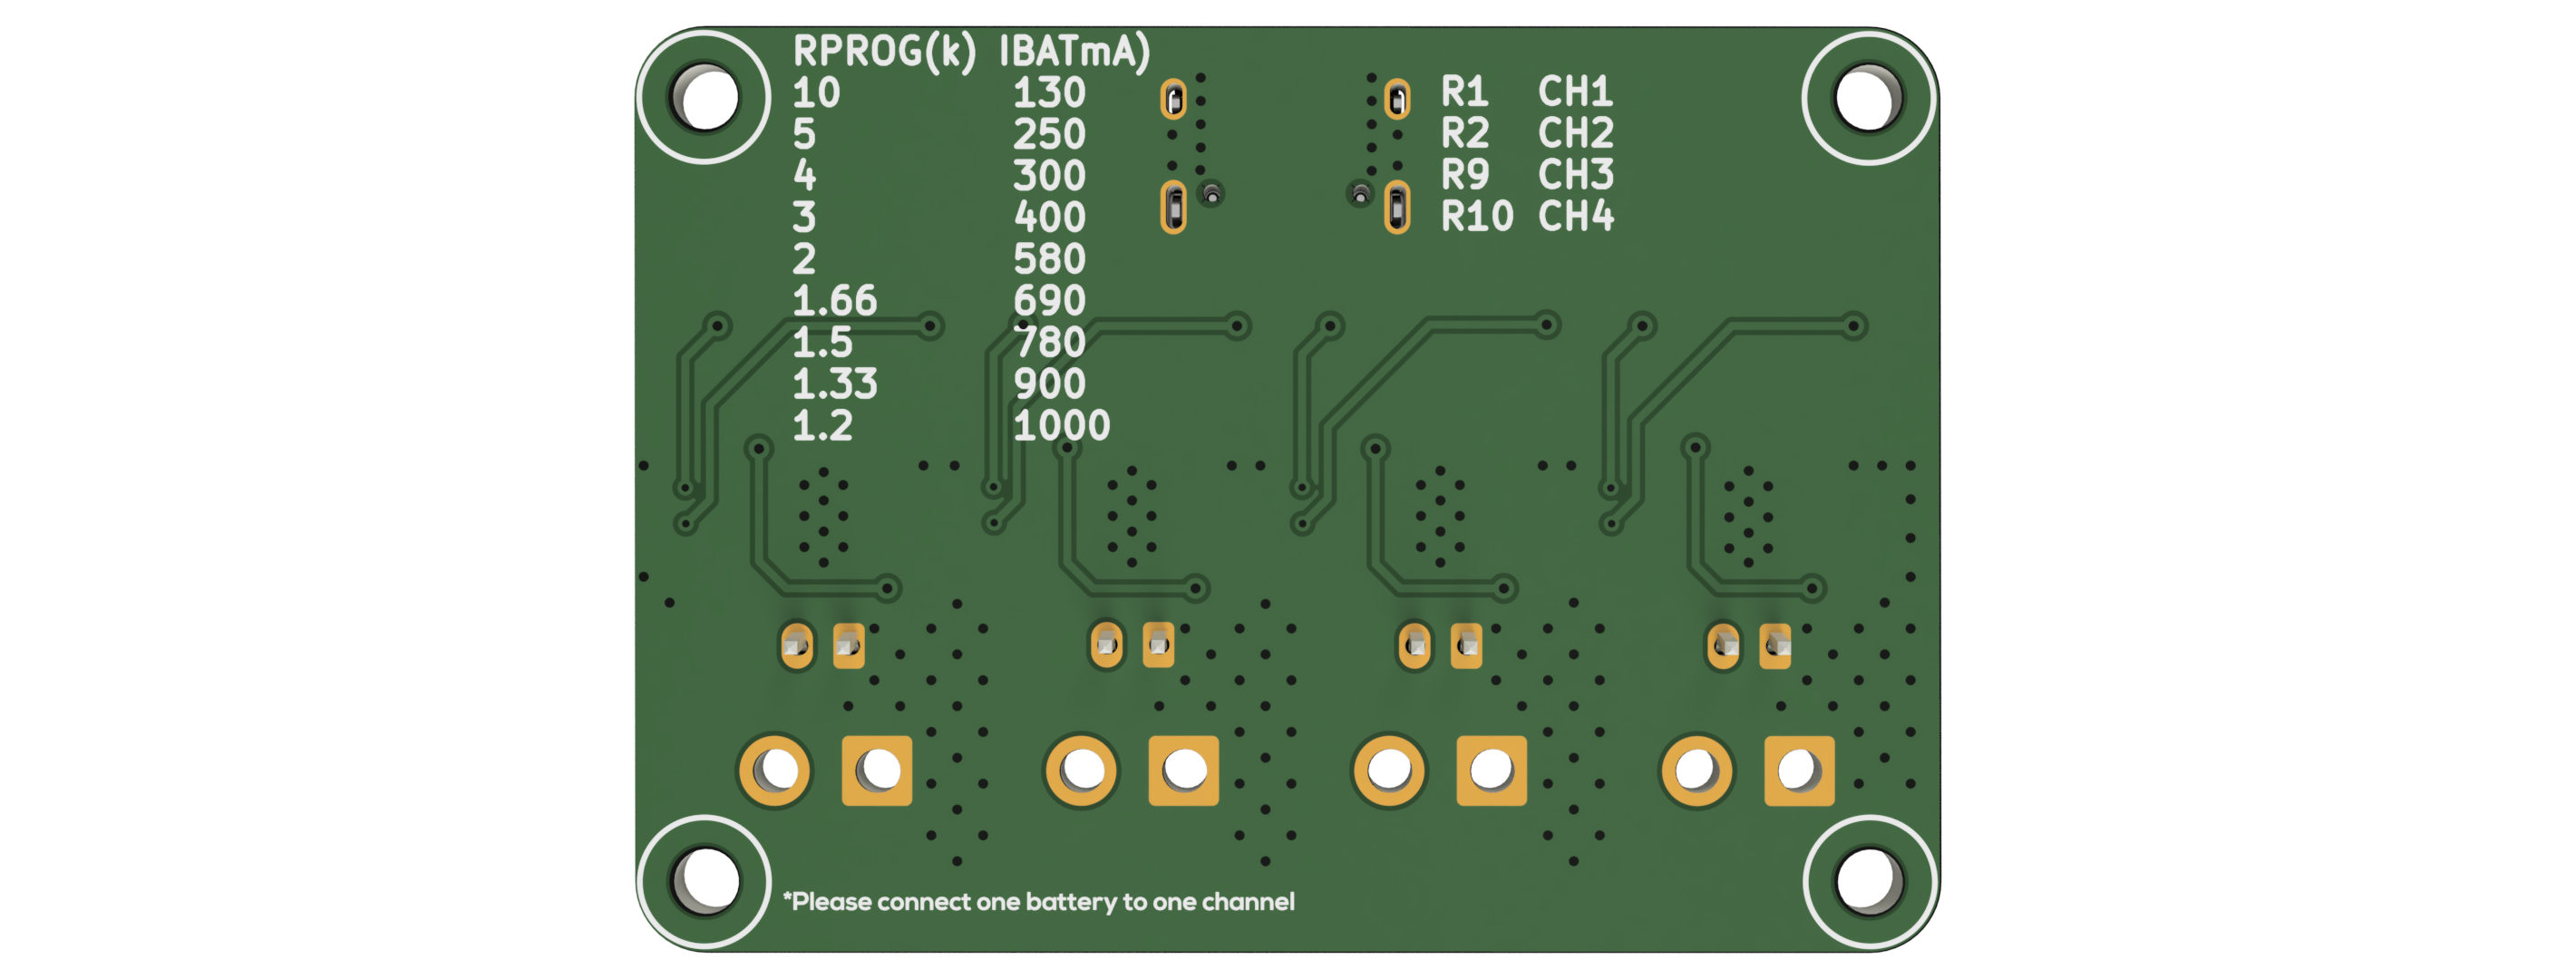 RPROG(k) IBATmA)
10 130
5 250
4 300
3 400
2 580
1.66 690
1.5 780
1.33 900
1.2 1000
R1 CH1
R2 CH2
R9 CH3
R10 CH4
*Please connect one battery to one channel